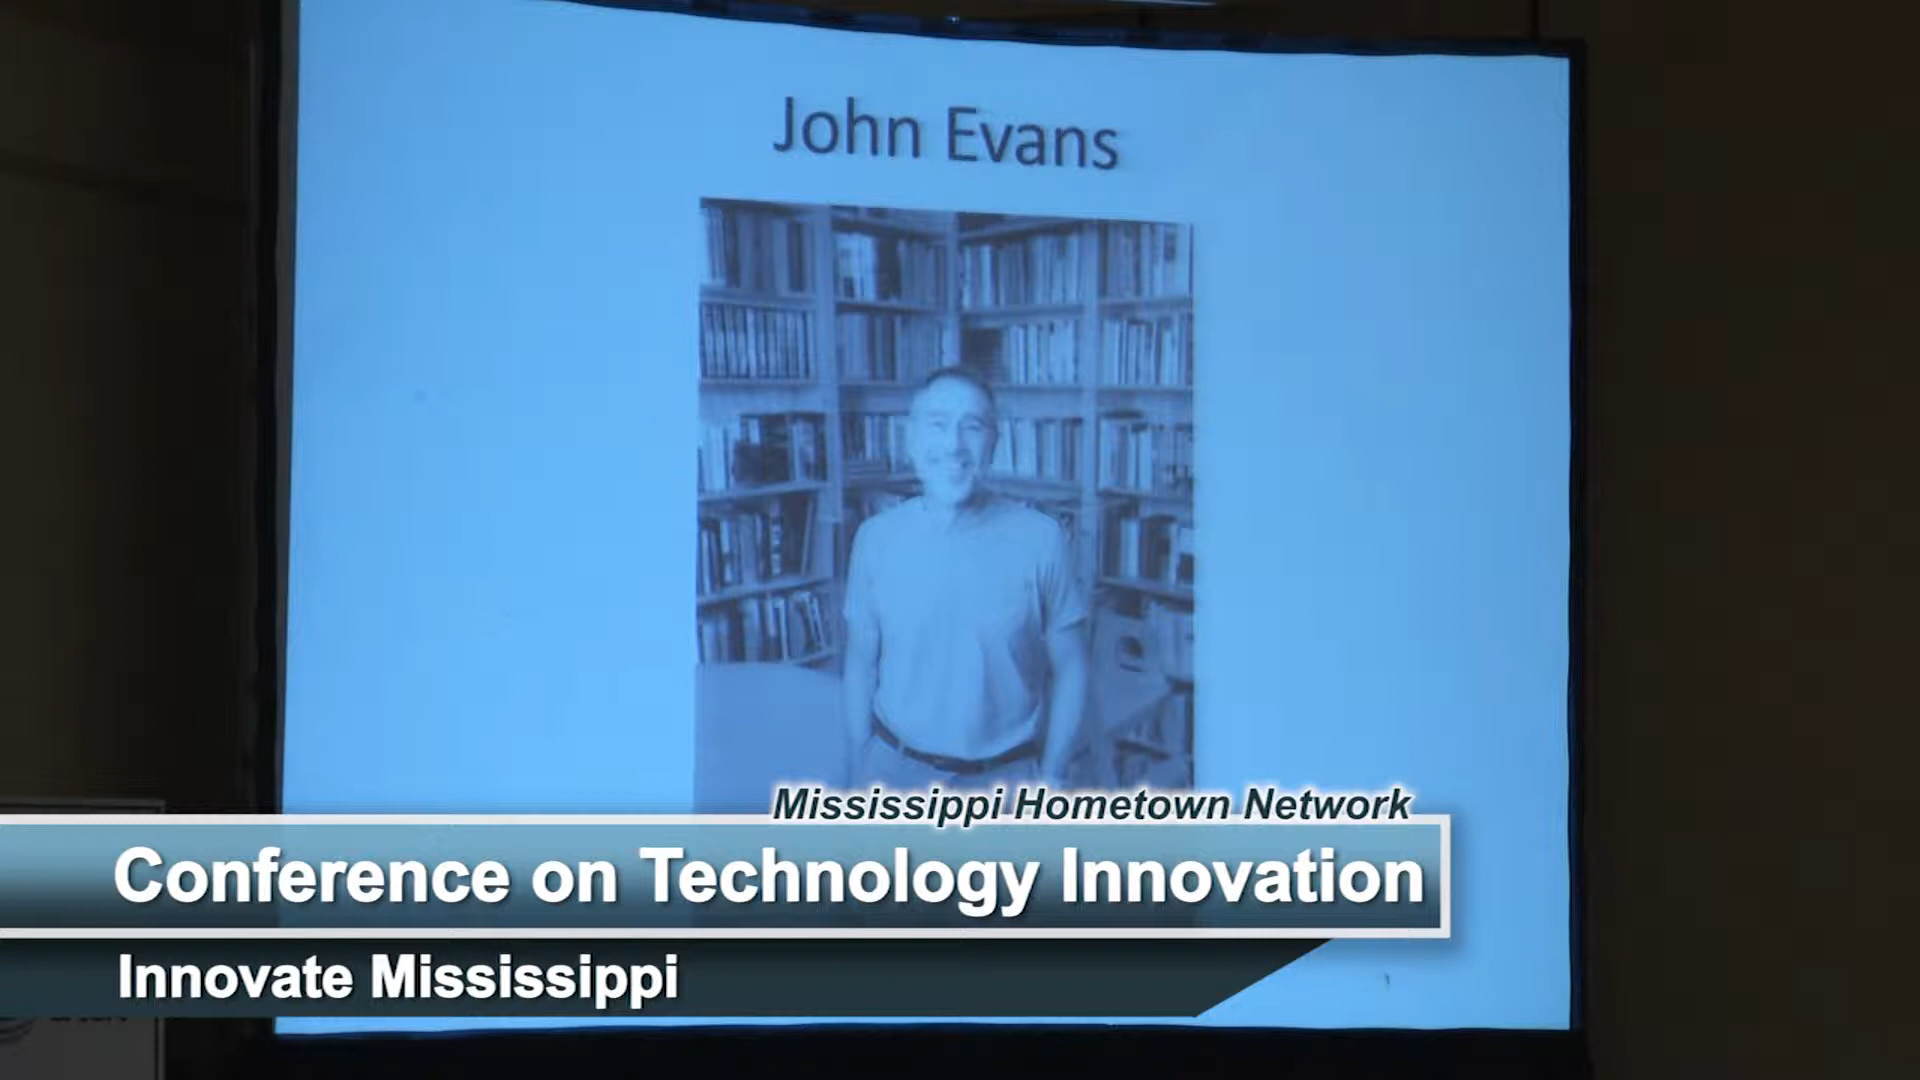 John Evans
Mississippi Hometown Network
Conference on Technology Innovation
Innovate Mississippi